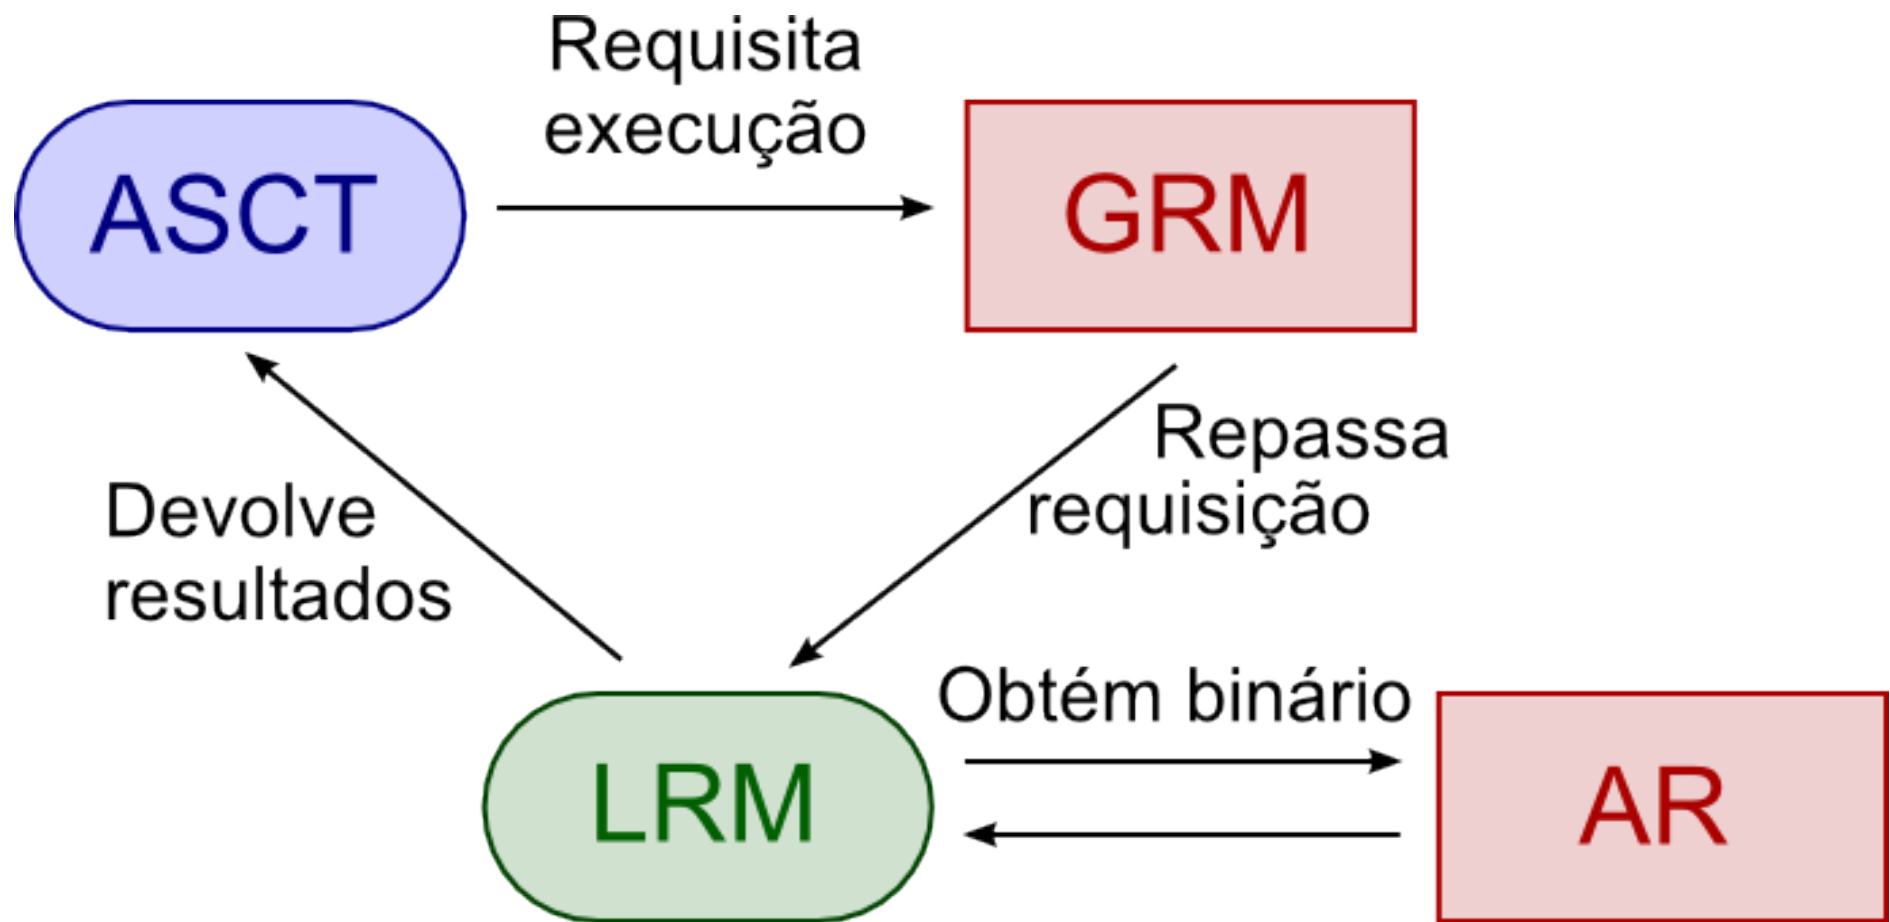 Requisita
execução
ASCT
GRM
Repassa
requisição
Devolve
resultados
Obtém binário
LRM
AR